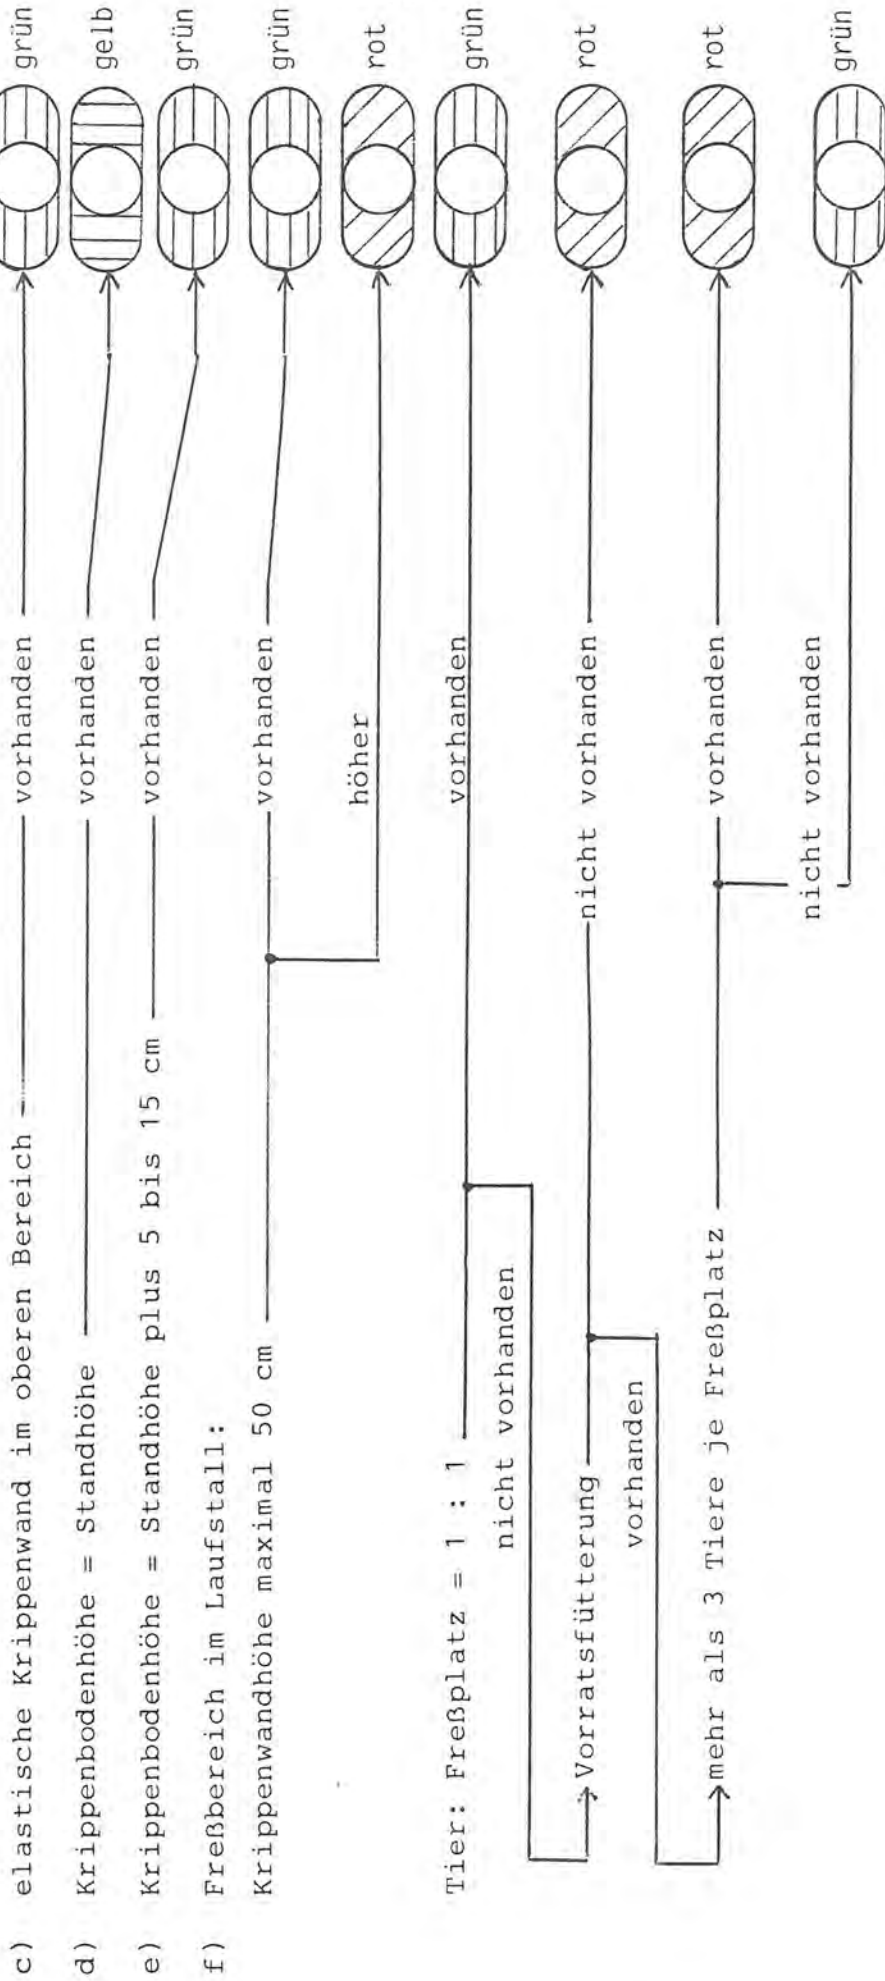 c) elastische Krippenwand im oberen Bereich vorhanden grün
d) Krippenbodenhöhe = Standhöhe vorhanden gelb
e) Krippenbodenhöhe = Standhöhe plus 5 bis 15 cm vorhanden grün
f) Freßbereich im Laufstall:
Krippenwandhöhe maximal 50 cm vorhanden grün
höher rot
Tier: Freßplatz = 1 : 1 vorhanden grün
nicht vorhanden
Vorratsfütterung nicht vorhanden rot
vorhanden
mehr als 3 Tiere je Freßplatz vorhanden rot
nicht vorhanden grün